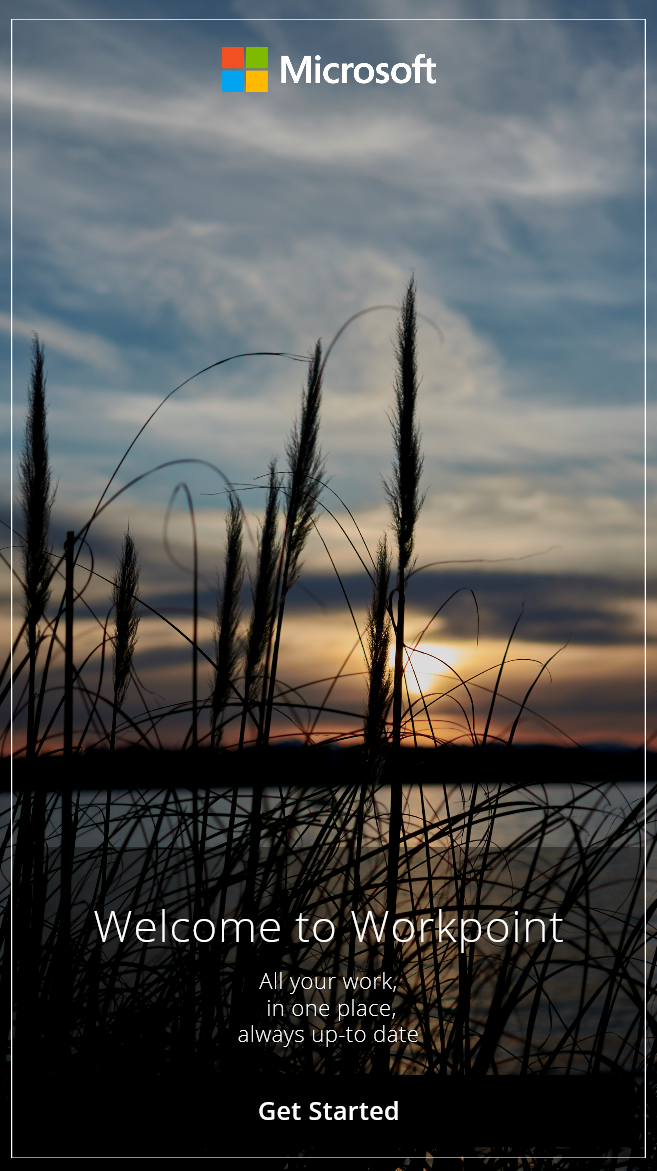 Microsoft
Welcome to Workpoint
All your work,
in one place,
always up-to date
Get Started